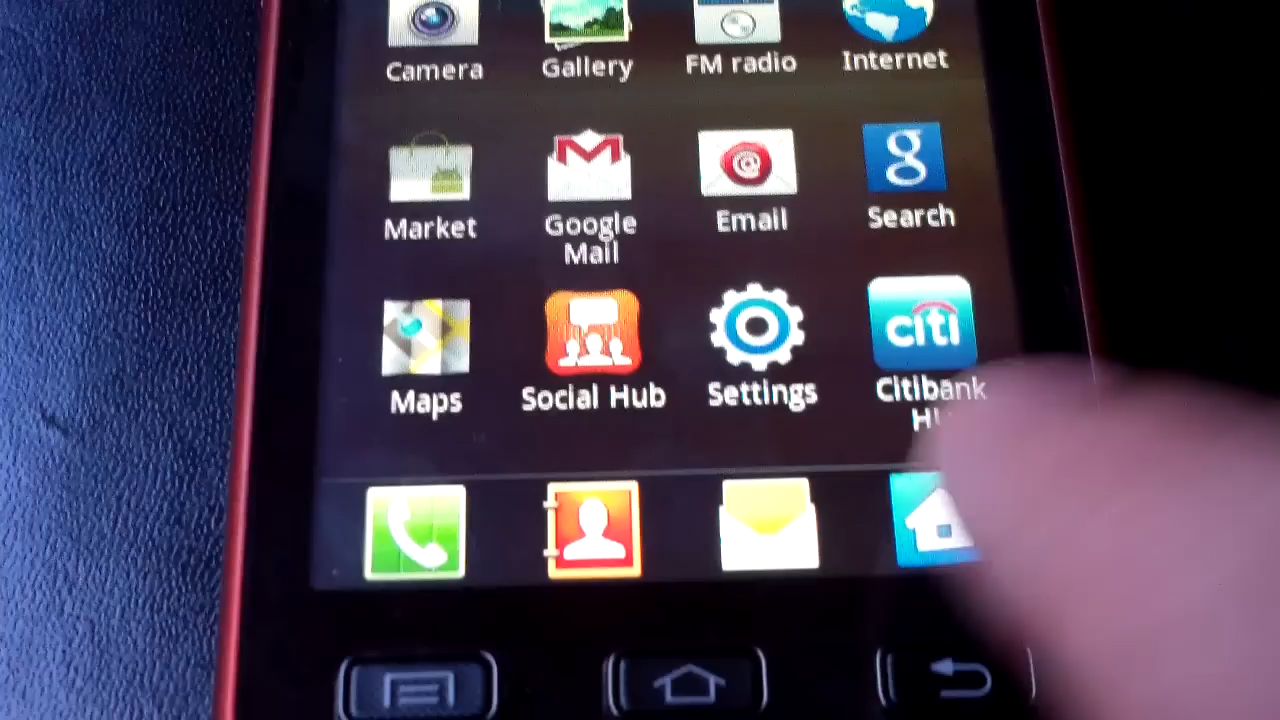 Camera
Gallery
FM radio
Internet
@
g
Market
Google
Mail
Email
Search
citi
Maps
Social Hub
Settings
Citibank